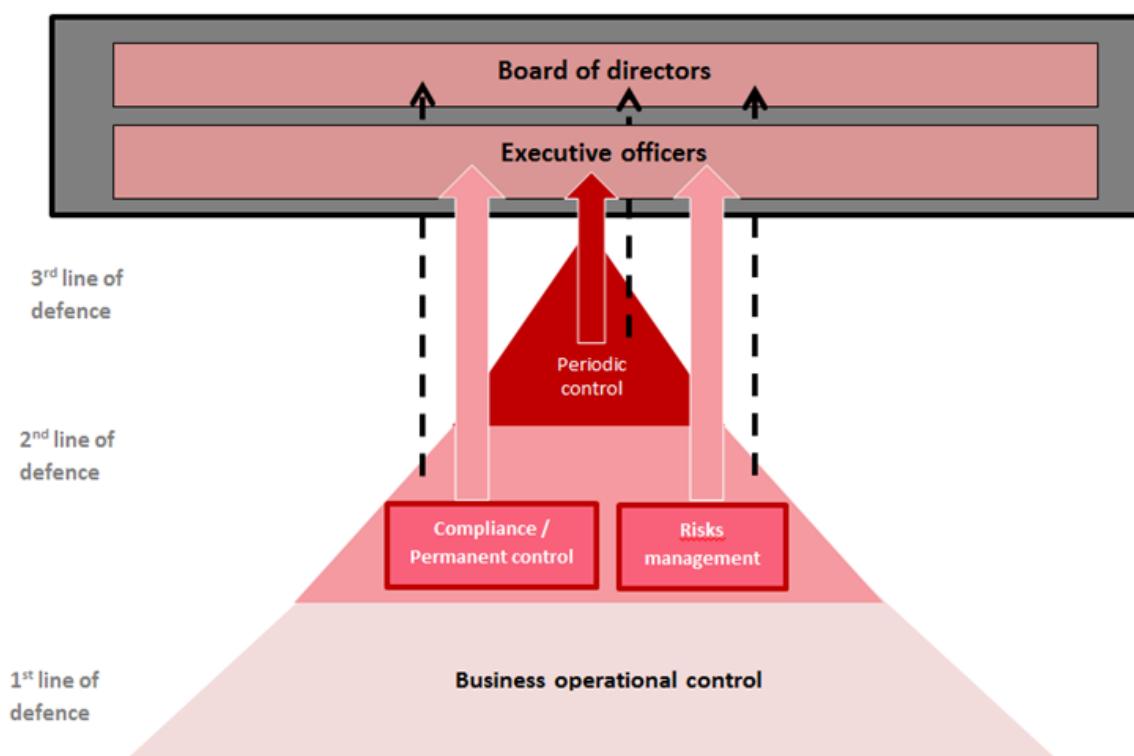 Board of directors
Executive officers
3rd line of
defence
Periodic
control
2nd line of
defence
Compliance /
Permanent control
Risks
management
1st line of
defence
Business operational control